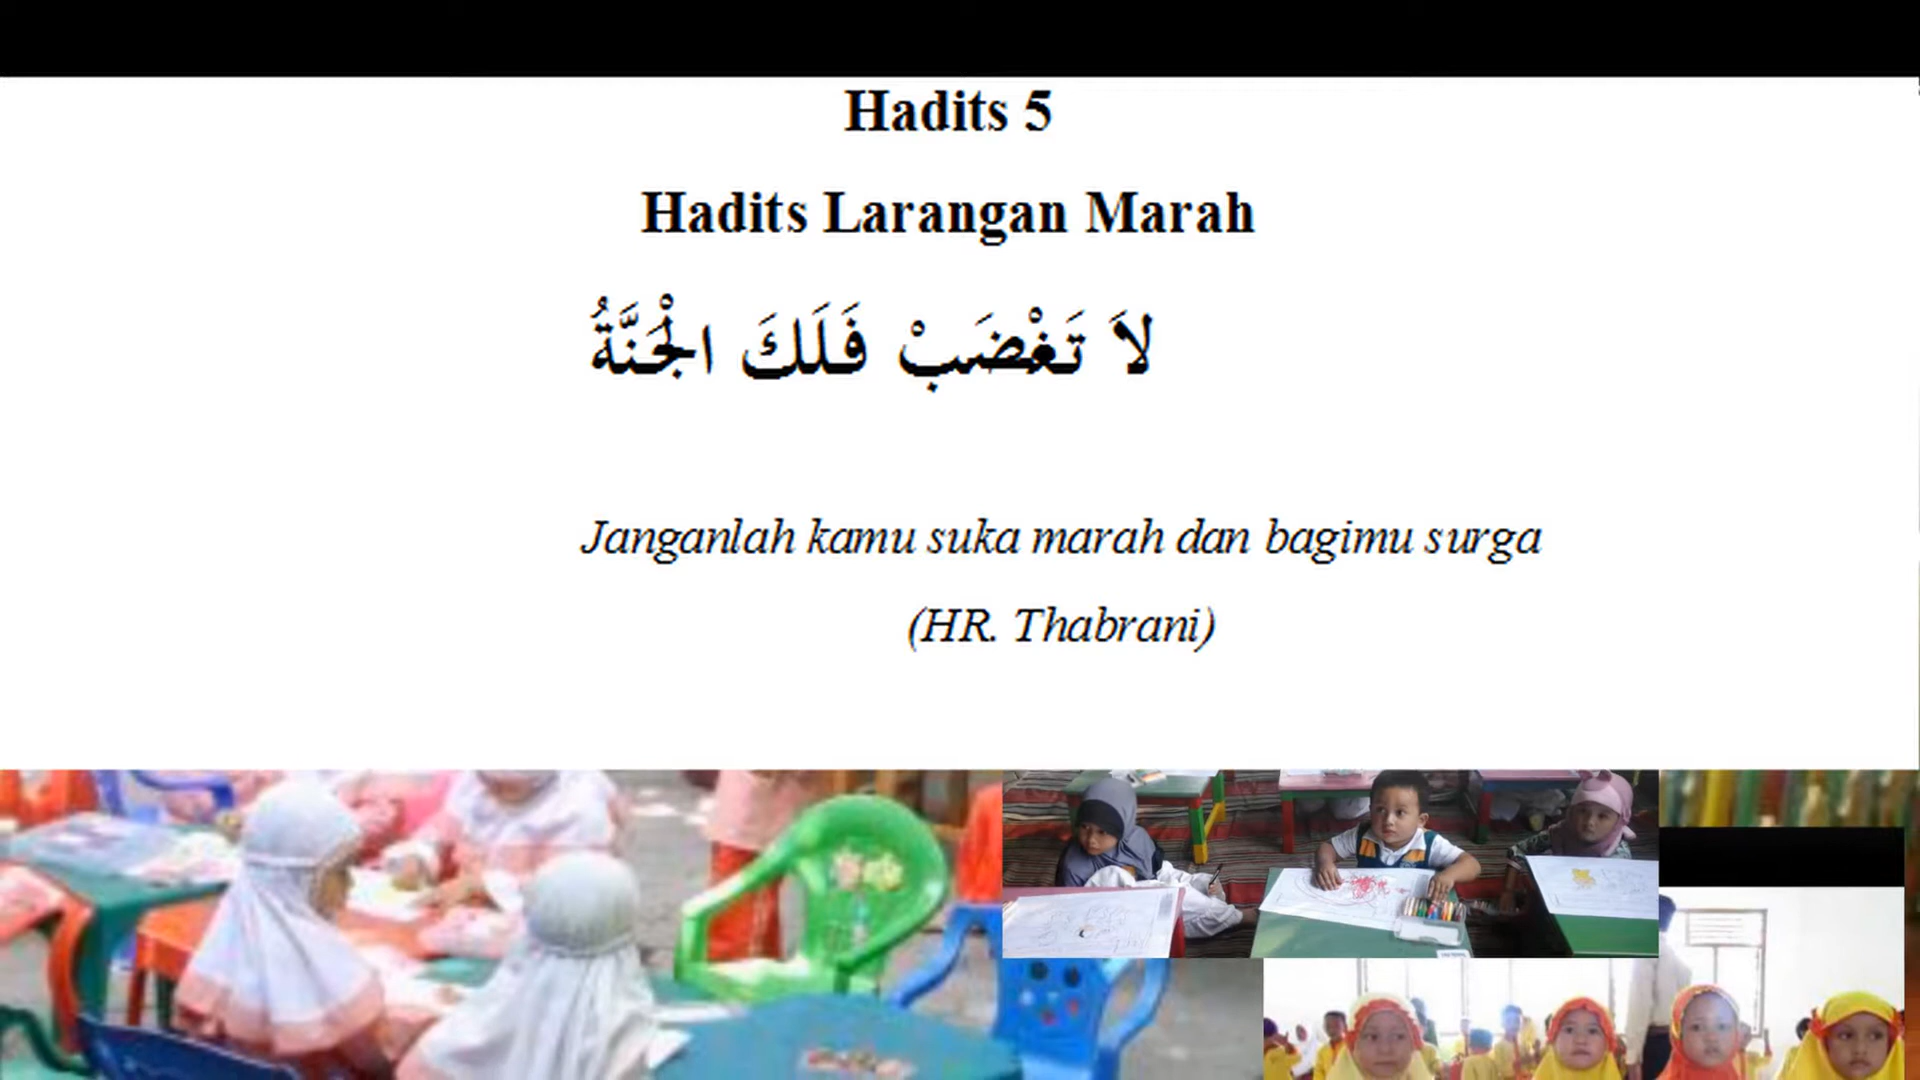 Hadits 5
Hadits Larangan Marah
لاَ تَغْضَبْ فَلَكَ الْجَنَّةُ
Janganlah kamu suka marah dan bagimu surga
(HR. Thabrani)